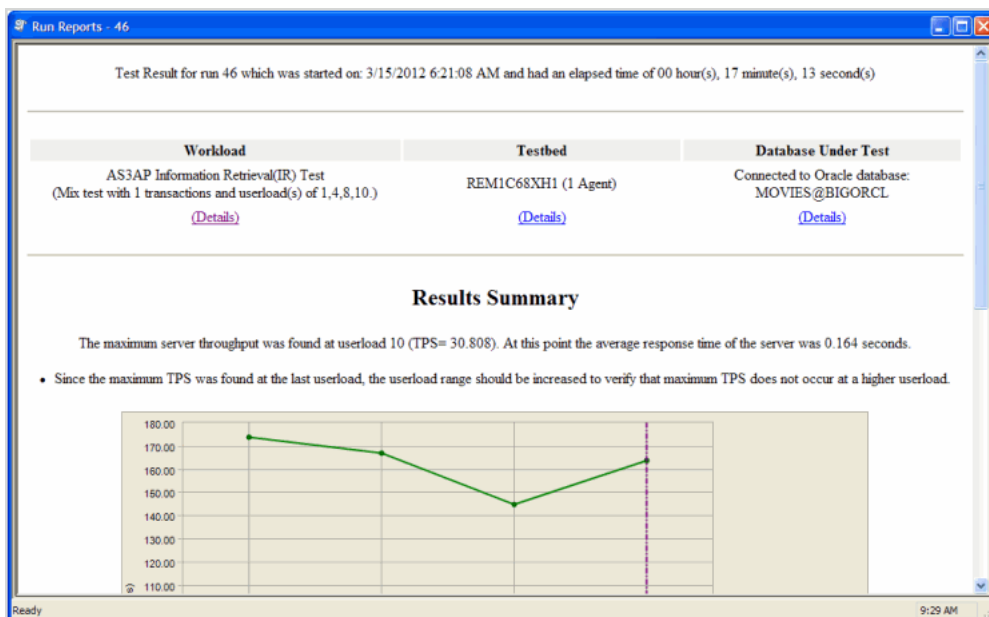 Run Reports - 46
Test Result for run 46 which was started on: 3/15/2012 6:21:08 AM and had an elapsed time of 00 hour(s), 17 minute(s), 13 second(s)
Workload
Testbed
Database Under Test
AS3AP Information Retrieval(IR) Test
(Mix test with 1 transactions and userload(s) of 1,4,8,10.)
REM1C68XH1 (1 Agent)
Connected to Oracle database:
MOVIES@BIGORCL
(Details)
(Details)
(Details)
Results Summary
The maximum server throughput was found at userload 10 (TPS= 30.808). At this point the average response time of the server was 0.164 seconds.
• Since the maximum TPS was found at the last userload, the userload range should be increased to verify that maximum TPS does not occur at a higher userload.
180.00
170.00
160.00
150.00
140.00
130.00
120.00
110.00
Ready
9:29 AM